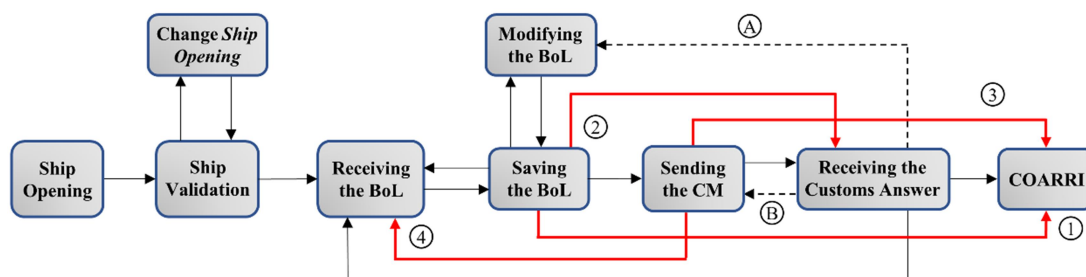 A
Change Ship
Opening
Modifying
the BoL
3
2
Ship
Opening
Ship
Validation
Receiving
the BoL
Saving
the BoL
Sending
the CM
Receiving the
Customs Answer
COARRI
B
1
4